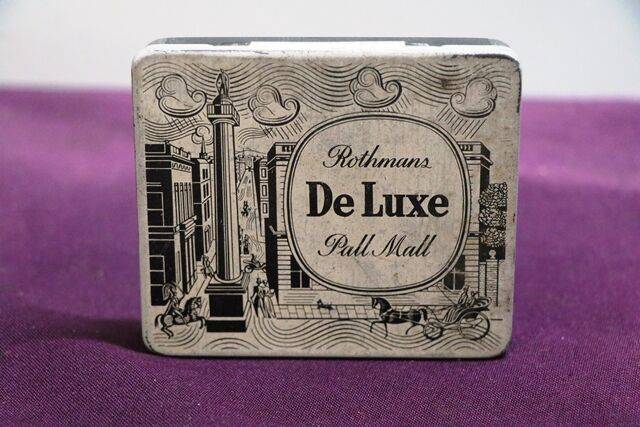 Rothmans
De Luxe
Pall Mall